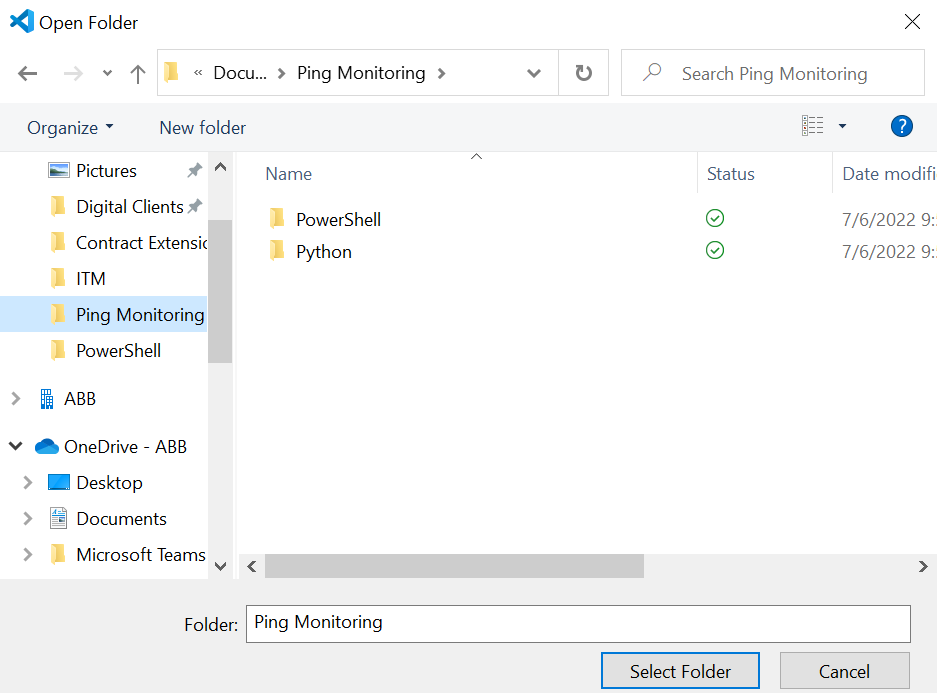 Open Folder
« Docu... > Ping Monitoring >
Search Ping Monitoring
Organize
New folder
?
Name
Status
Date modifi
Pictures
Digital Clients
Contract Extensio
ITM
Ping Monitoring
PowerShell
ABB
OneDrive - ABB
Desktop
Documents
Microsoft Teams
PowerShell
7/6/2022 9:
Python
7/6/2022 9:
Folder:
Ping Monitoring
Select Folder
Cancel